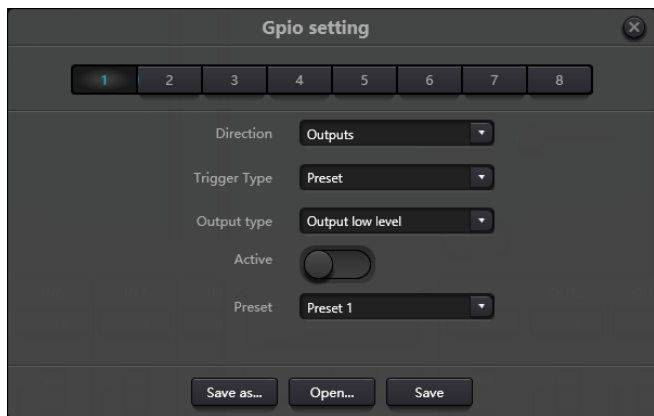 Gpio setting
1 2 3 4 5 6 7 8
Direction Outputs
Trigger Type Preset
Output type Output low level
Active
Preset Preset 1
Save as... Open... Save